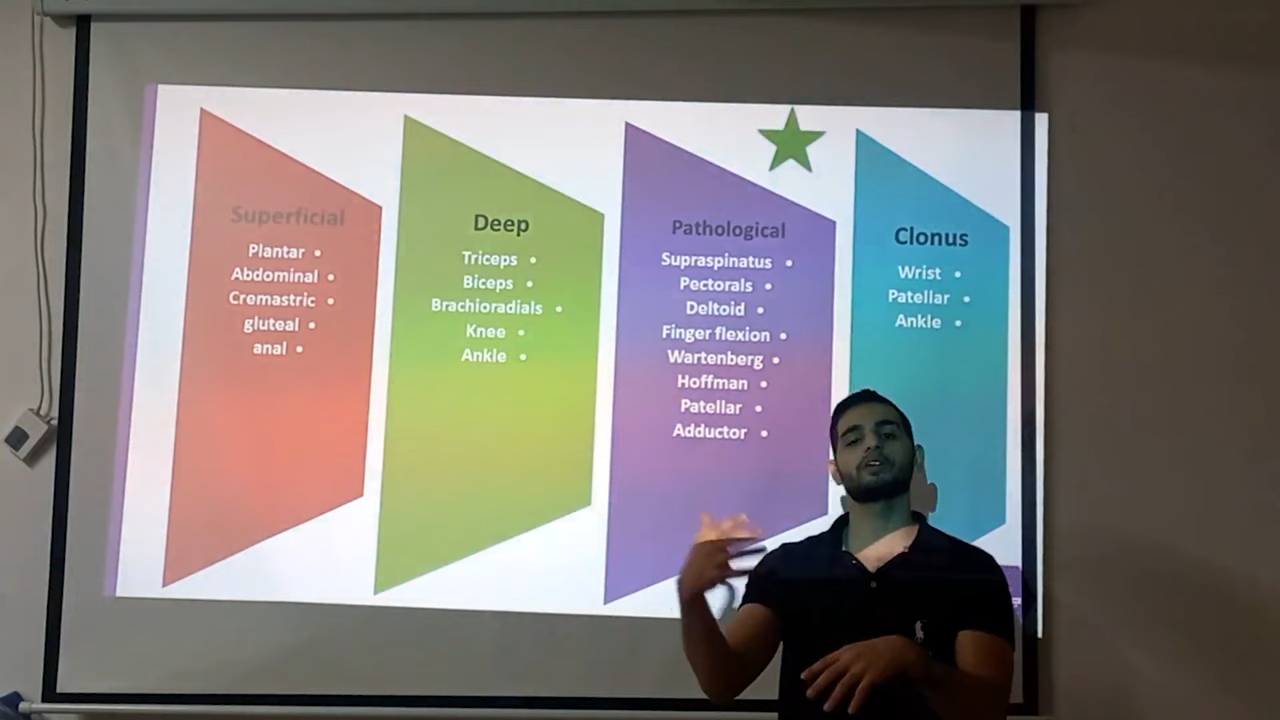 Superficial
Plantar •
Abdominal •
Cremastric •
gluteal •
anal •
Deep
Triceps •
Biceps •
Brachioradials •
Knee •
Ankle •
Pathological
Supraspinatus •
Pectorals •
Deltoid •
Finger flexion •
Wartenberg •
Hoffman •
Patellar •
Adductor •
Clonus
Wrist •
Patellar •
Ankle •